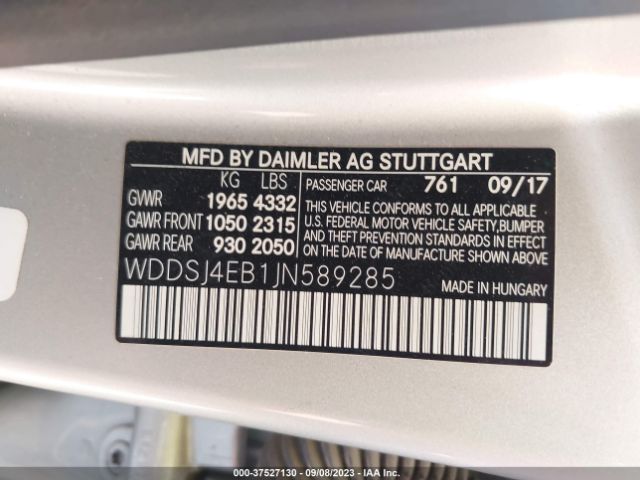 MFD BY DAIMLER AG STUTTGART
KG LBS
GVWR 1965 4332
GAWR FRONT 1050 2315
GAWR REAR 930 2050
PASSENGER CAR 761 09/17
THIS VEHICLE CONFORMS TO ALL APPLICABLE
U.S. FEDERAL MOTOR VEHICLE SAFETY, BUMPER
AND THEFT PREVENTION STANDARDS IN EFFECT
ON DATE OF MANUFACTURE SHOWN ABOVE
WDDSJ4EB1JN589285
MADE IN HUNGARY
000-37527130 - 09/08/2023 - IAA Inc.